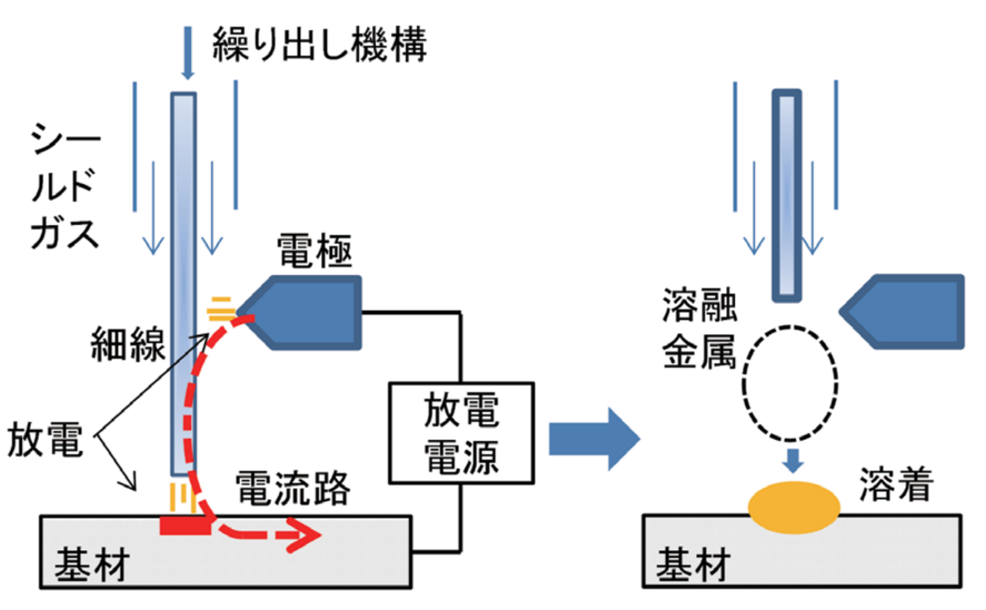 繰り出し機構
シー
ルド
ガス
電極
細線
放電
放電
電源
電流路
基材
溶融
金属
溶着
基材